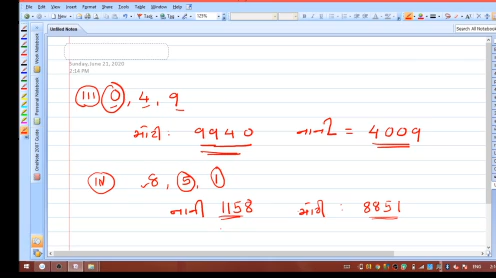 File Edit View Insert Format Share Tools Table Window Help
Unfiled Notes
Sunday, June 21, 2020
2:14 PM
III 0, 4, 9
મોટી: 9940 નાની = 4009
IV 8, 5, 1
નાની 1158 મોટી: 8851